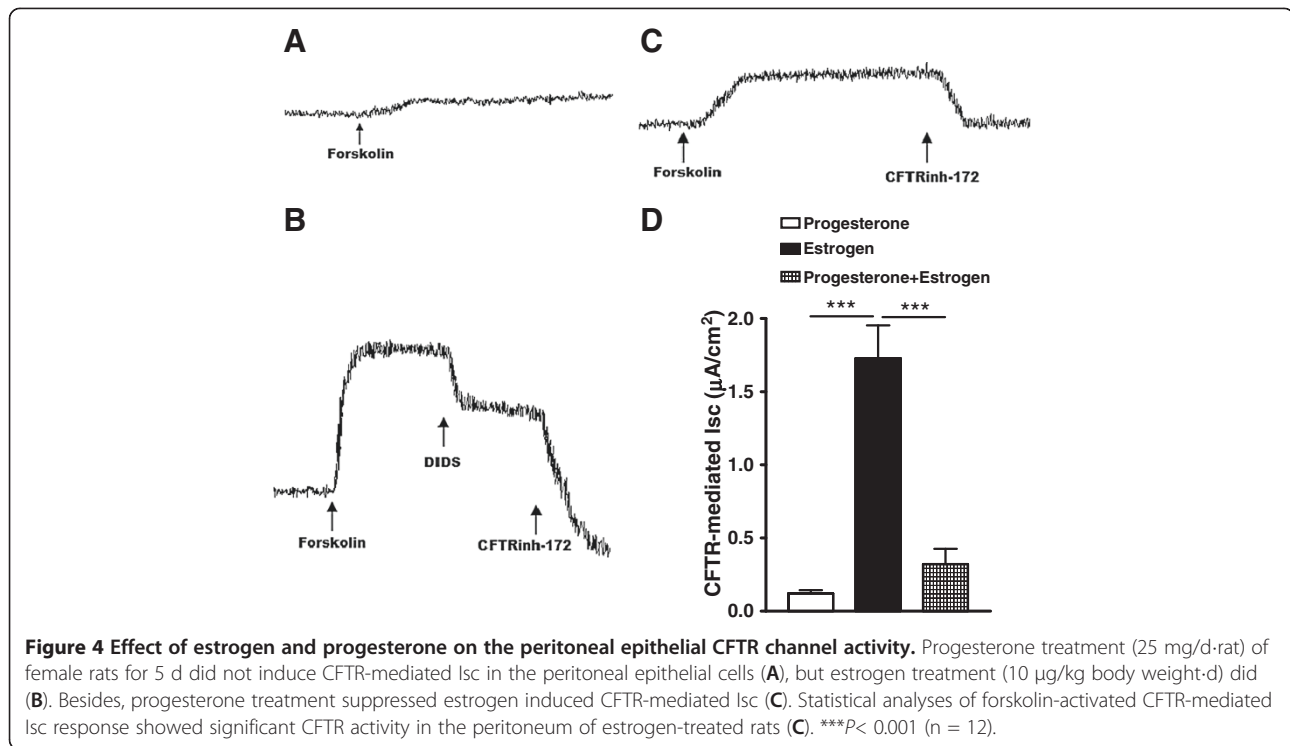 A
Forskolin
C
Forskolin
CFTRinh-172
B
Forskolin
DIDS
CFTRinh-172
D
Progesterone
Estrogen
Progesterone+Estrogen
*** ***
CFTR-mediated Isc (µA/cm²)
2.0
1.5
1.0
0.5
0.0
Figure 4 Effect of estrogen and progesterone on the peritoneal epithelial CFTR channel activity. Progesterone treatment (25 mg/d·rat) of
female rats for 5 d did not induce CFTR-mediated Isc in the peritoneal epithelial cells (A), but estrogen treatment (10 µg/kg body weight·d) did
(B). Besides, progesterone treatment suppressed estrogen induced CFTR-mediated Isc (C). Statistical analyses of forskolin-activated CFTR-mediated
Isc response showed significant CFTR activity in the peritoneum of estrogen-treated rats (C). ***P< 0.001 (n = 12).